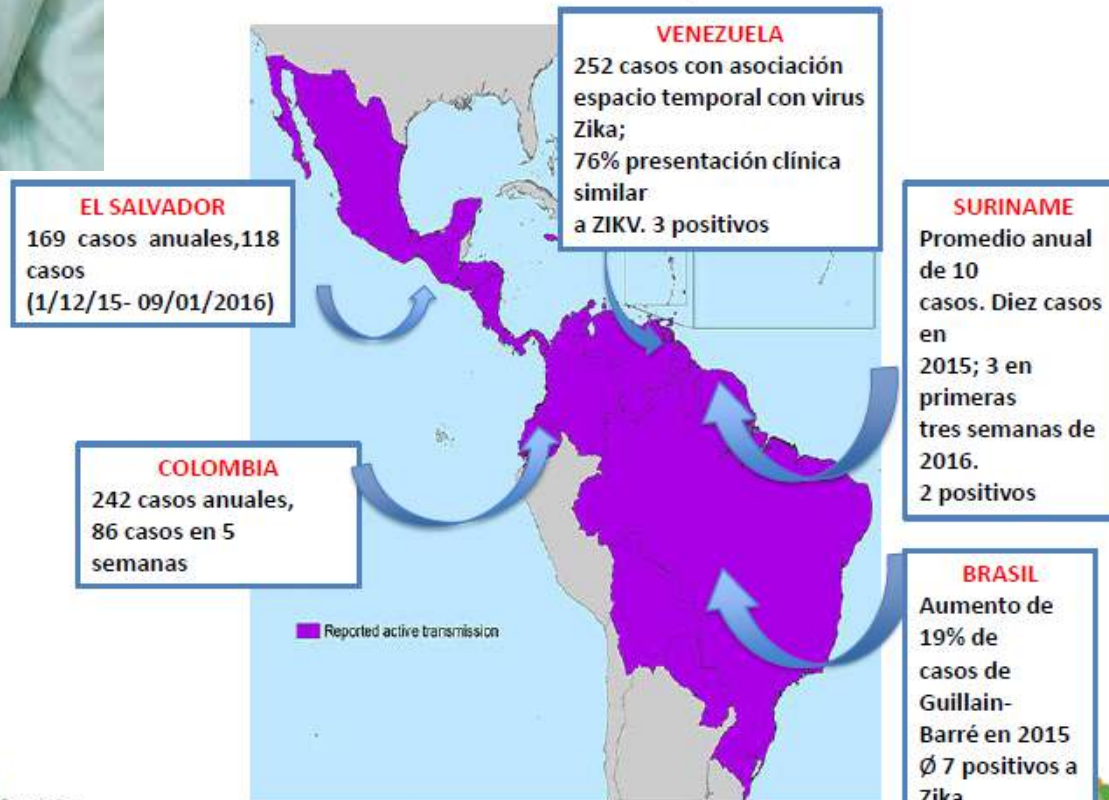 VENEZUELA
252 casos con asociación
espacio temporal con virus
Zika;
76% presentación clínica
similar
a ZIKV. 3 positivos
EL SALVADOR
169 casos anuales,118
casos
(1/12/15- 09/01/2016)
SURINAME
Promedio anual
de 10
casos. Diez casos
en
2015; 3 en
primeras
tres semanas de
2016.
2 positivos
COLOMBIA
242 casos anuales,
86 casos en 5
semanas
Reported active transmission
BRASIL
Aumento de
19% de
casos de
Guillain-
Barré en 2015
Ø 7 positivos a
Zika